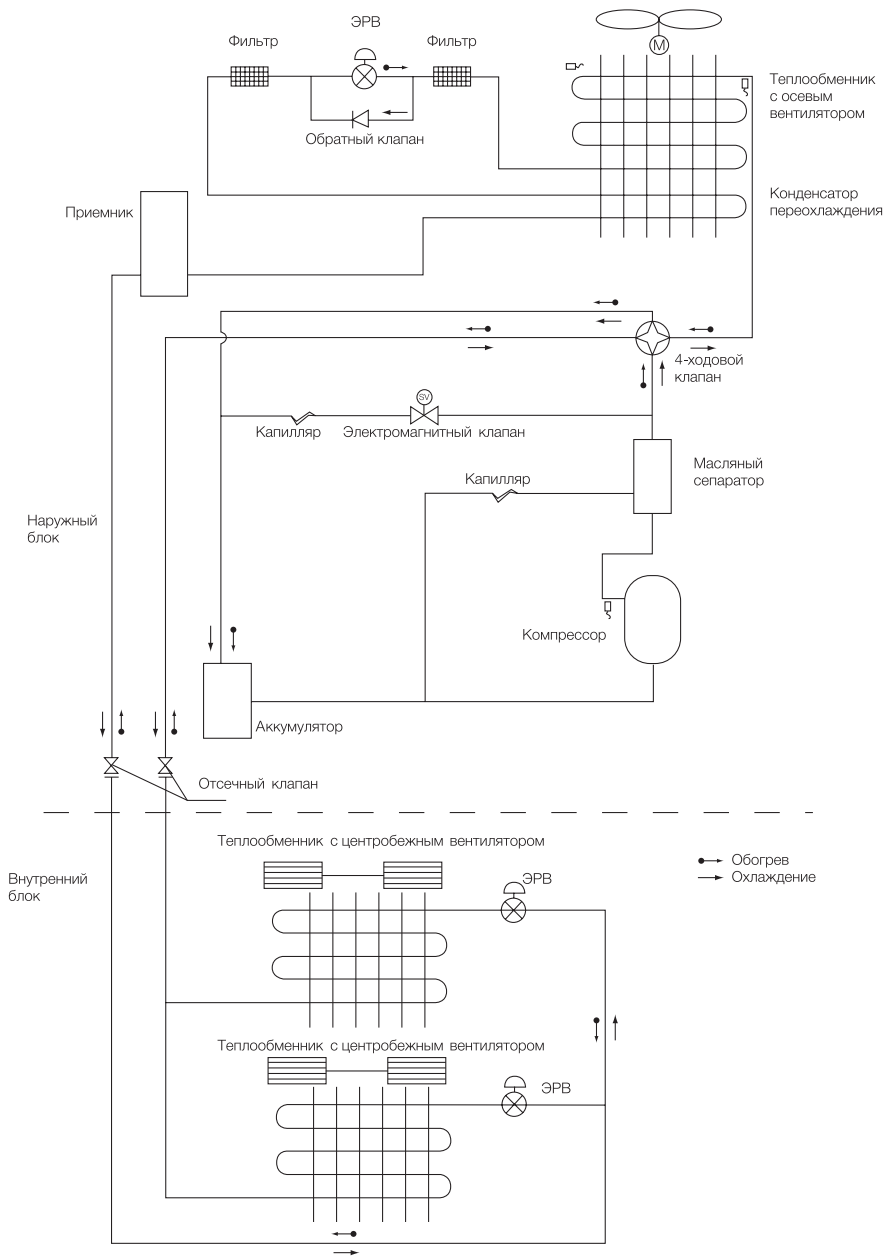 ЭРВ
Фильтр
Фильтр
M
Теплообменник
с осевым
вентилятором
Обратный клапан
Приемник
Конденсатор
переохлаждения
4-ходовой
клапан
SV
Капилляр
Электромагнитный клапан
Масляный
сепаратор
Капилляр
Наружный
блок
Компрессор
Аккумулятор
Отсечный клапан
Теплообменник с центробежным вентилятором
Внутренний
блок
ЭРВ
Обогрев
Охлаждение
Теплообменник с центробежным вентилятором
ЭРВ